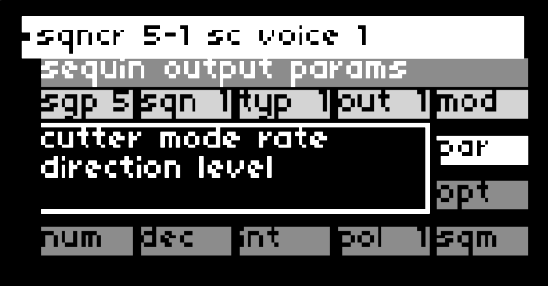 sqncr 5-1 sc voice 1
sequin output params
sgp 5 sqn 1 typ 1 out 1 mod
cutter mode rate
direction level
par
opt
num dec int pol 1 sqm